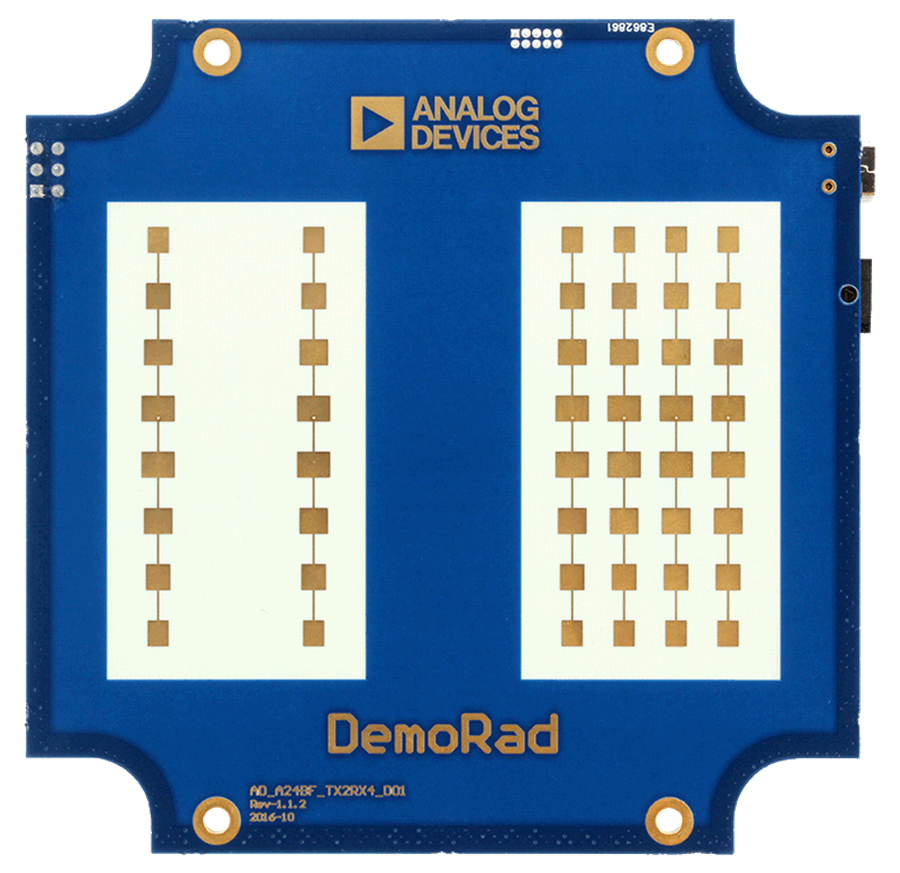 E862861
ANALOG
DEVICES
DemoRad
AD_A24BF_TX2RX4_D01
Rev-1.1.2
2016-10